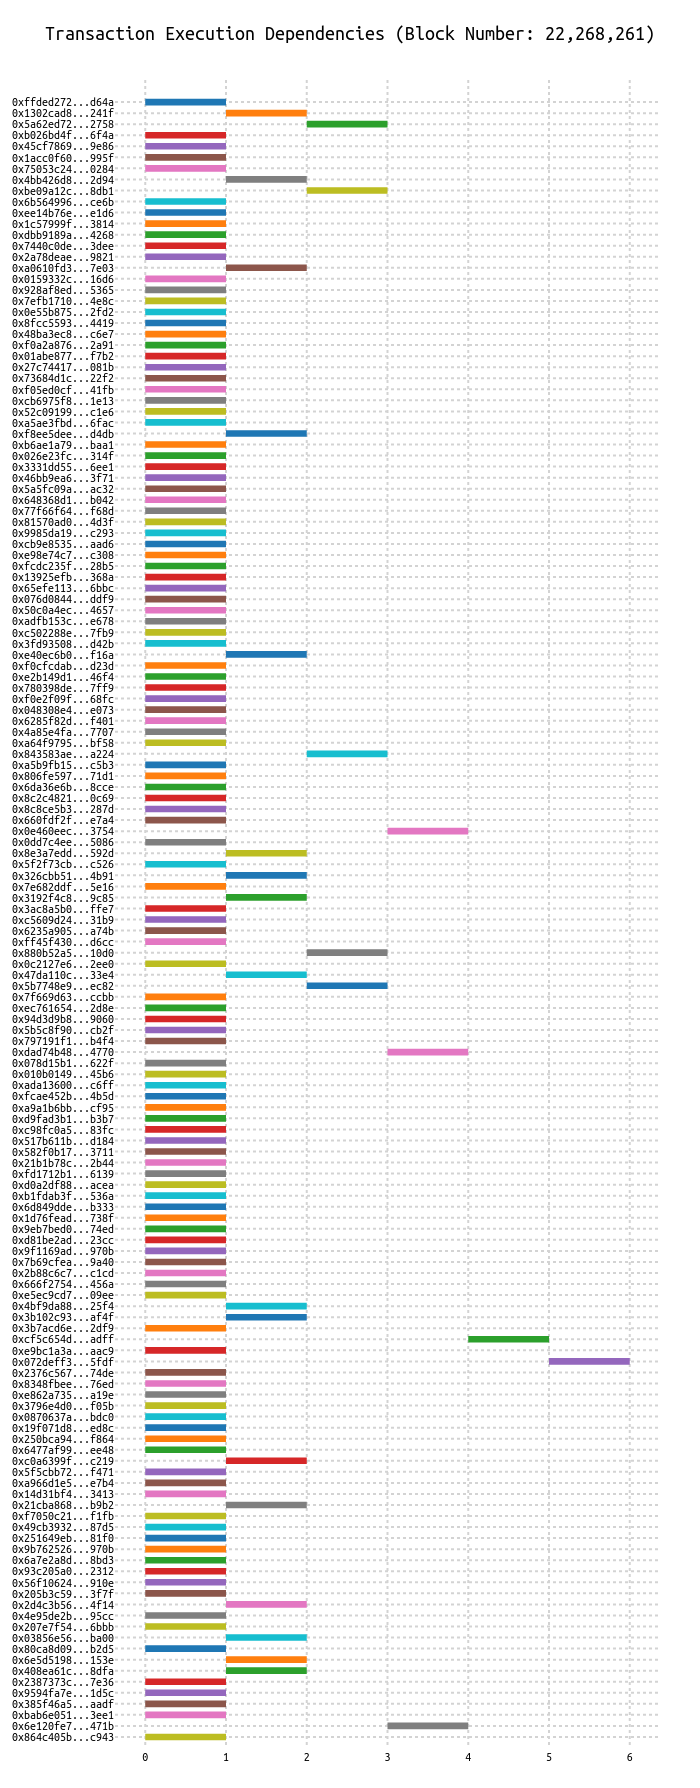 Transaction Execution Dependencies (Block Number: 22,268,261)
0xffded272...d64a
0x1302cad8...241f
0x5a62ed72...2758
0xb026bd4f...6f4a
0x45cf7869...9e86
0x1acc0f60...995f
0x75053c24...0284
0x4bb426d8...2d94
0xbe09a12c...8db1
0x6b564996...ce6b
0xee14b76e...e1d6
0x1c57999f...3814
0xdbb9189a...4268
0x7440c0de...3dee
0x2a78deae...9821
0xa0610fd3...7e03
0x0159332c...16d6
0x928af8ed...5365
0x7efb1710...4e8c
0x0e55b875...2fd2
0x8fcc5593...4419
0x48ba3ec8...c6e7
0xf0a2a876...2a91
0x01abe877...f7b2
0x27c74417...081b
0x73684d1c...22f2
0xf05ed0cf...41fb
0xcb6975f8...1e13
0x52c09199...c1e6
0xa5ae3fbd...6fac
0xf8ee5dee...d4db
0xb6ae1a79...baa1
0x026e23fc...314f
0x3331dd55...6ee1
0x46bb9ea6...3f71
0x5a5fc09a...ac32
0x648368d1...b042
0x77f66f64...f68d
0x81570ad0...4d3f
0x9985da19...c293
0xcb9e8535...aad6
0xe98e74c7...c308
0xfcdc235f...28b5
0x13925efb...368a
0x65efe113...6bbc
0x076d0844...ddf9
0x50c0a4ec...4657
0xadfb153c...e678
0xc502288e...7fb9
0x3fd93508...d42b
0xe40ec6b0...f16a
0xf0cfcdab...d23d
0xe2b149d1...46f4
0x780398de...7ff9
0xf0e2f09f...68fc
0x048308e4...e073
0x6285f82d...f401
0x4a85e4fa...7707
0xa64f9795...bf58
0x843583ae...a224
0xa5b9fb15...c5b3
0x806fe597...71d1
0x6da36e6b...8cce
0x8c2c4821...0c69
0x8c8ce5b3...287d
0x660fdf2f...e7a4
0x0e460eec...3754
0x0dd7c4ee...5086
0x8e3a7edd...592d
0x5f2f73cb...c526
0x326cbb51...4b91
0x7e682ddf...5e16
0x3192f4c8...9c85
0x3ac8a5b0...ffe7
0xc5609d24...31b9
0x6235a905...a74b
0xff45f430...d6cc
0x880b52a5...10d0
0x0c2127e6...2ee0
0x47da110c...33e4
0x5b7748e9...ec82
0x7f669d63...ccbb
0xec761654...2d8e
0x94d3d9b8...9060
0x5b5c8f90...cb2f
0x797191f1...b4f4
0xdad74b48...4770
0x078d15b1...622f
0x010b0149...45b6
0xada13600...c6ff
0xfcae452b...4b5d
0xa9a1b6bb...cf95
0xd9fad3b1...b3b7
0xc98fc0a5...83fc
0x517b611b...d184
0x582f0b17...3711
0x21b1b78c...2b44
0xfd1712b1...6139
0xd0a2df88...acea
0xb1fdab3f...536a
0x6d849dde...b333
0x1d76fead...738f
0x9eb7bed0...74ed
0xd81be2ad...23cc
0x9f1169ad...970b
0x7b69cfea...9a40
0x2b88c6c7...c1cd
0x666f2754...456a
0xe5ec9cd7...09ee
0x4bf9da88...25f4
0x3b102c93...af4f
0x3b7acd6e...2df9
0xcf5c654d...adff
0xe9bc1a3a...aac9
0x072deff3...5fdf
0x2376c567...74de
0x8348fbee...76ed
0xe862a735...a19e
0x3796e4d0...f05b
0x0870637a...bdc0
0x19f071d8...ed8c
0x250bca94...f864
0x6477af99...ee48
0xc0a6399f...c219
0x5f5cbb72...f471
0xa966d1e5...e7b4
0x14d31bf4...3413
0x21cba868...b9b2
0xf7050c21...f1fb
0x49cb3932...87d5
0x251649eb...81f0
0x9b762526...970b
0x6a7e2a8d...8bd3
0x93c205a0...2312
0x56f10624...910e
0x205b3c59...3f7f
0x2d4c3b56...4f14
0x4e95de2b...95cc
0x207e7f54...6bbb
0x03856e56...ba00
0x80ca8d09...b2d5
0x6e5d5198...153e
0x408ea61c...8dfa
0x2387373c...7e36
0x9594fa7e...1d5c
0x385f46a5...aadf
0xbab6e051...3ee1
0x6e120fe7...471b
0x864c405b...c943
0 1 2 3 4 5 6